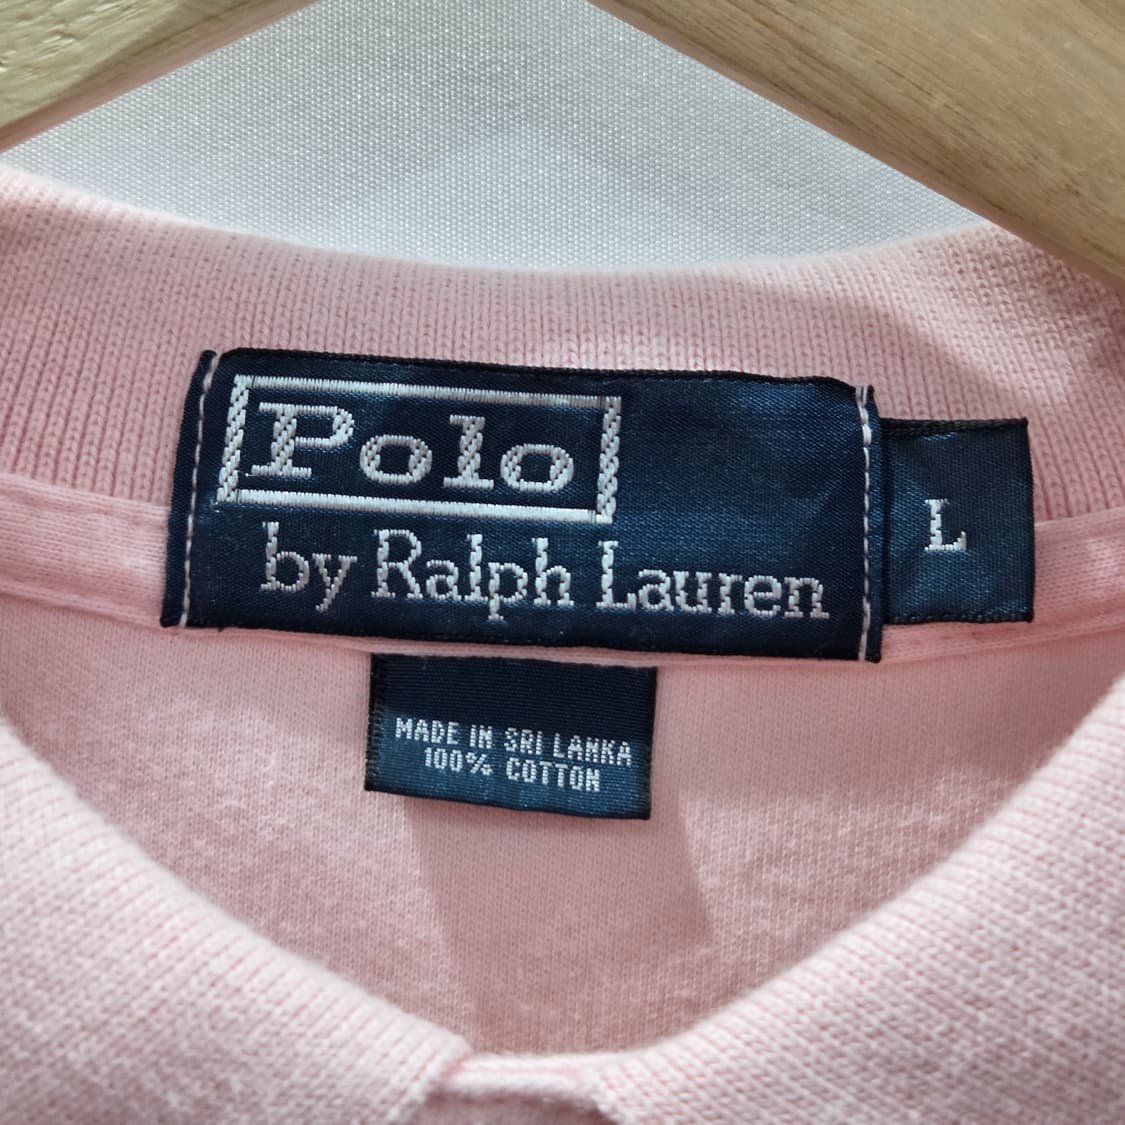 Polo
by Ralph Lauren
L
MADE IN SRI LANKA
100% COTTON